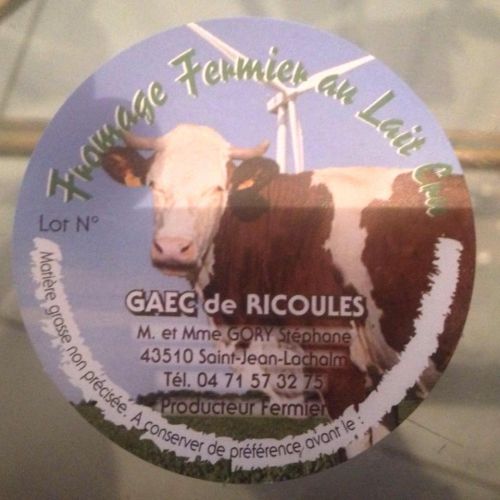 Fromage Fermier au Lait Cru
Lot N°
GAEC de RICOULES
M. et Mme GORY Stéphane
43510 Saint-Jean-Lachalm
Tél. 04 71 57 32 75
Producteur Fermier
Matière grasse non précisée. A conserver de préférence avant le :